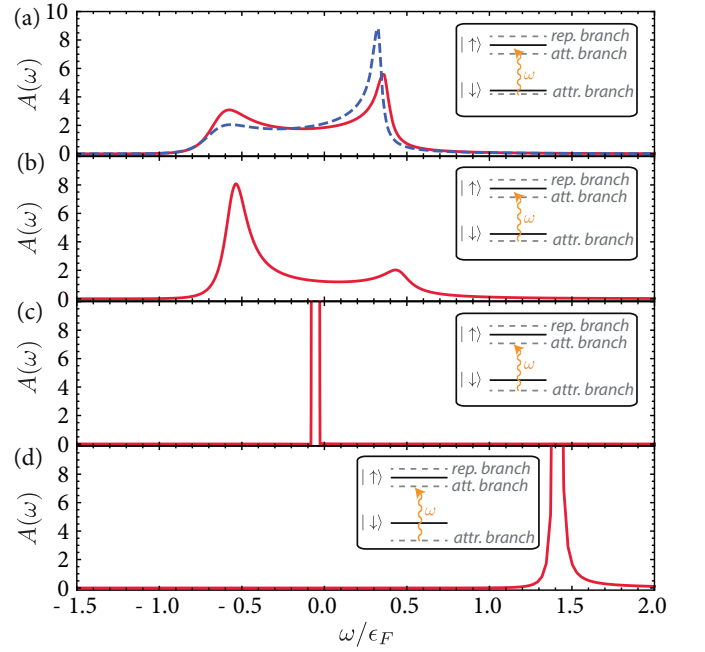 (a)
10
8
6
4
2
0
A(ω)
|↑⟩
rep. branch
att. branch
ω
|↓⟩
attr. branch
(b)
8
6
4
2
0
A(ω)
|↑⟩
rep. branch
att. branch
ω
|↓⟩
attr. branch
(c)
8
6
4
2
0
A(ω)
|↑⟩
rep. branch
att. branch
ω
|↓⟩
attr. branch
(d)
8
6
4
2
0
A(ω)
|↑⟩
rep. branch
att. branch
ω
|↓⟩
attr. branch
- 1.5 - 1.0 - 0.5 0.0 0.5 1.0 1.5 2.0
ω/ϵ_F